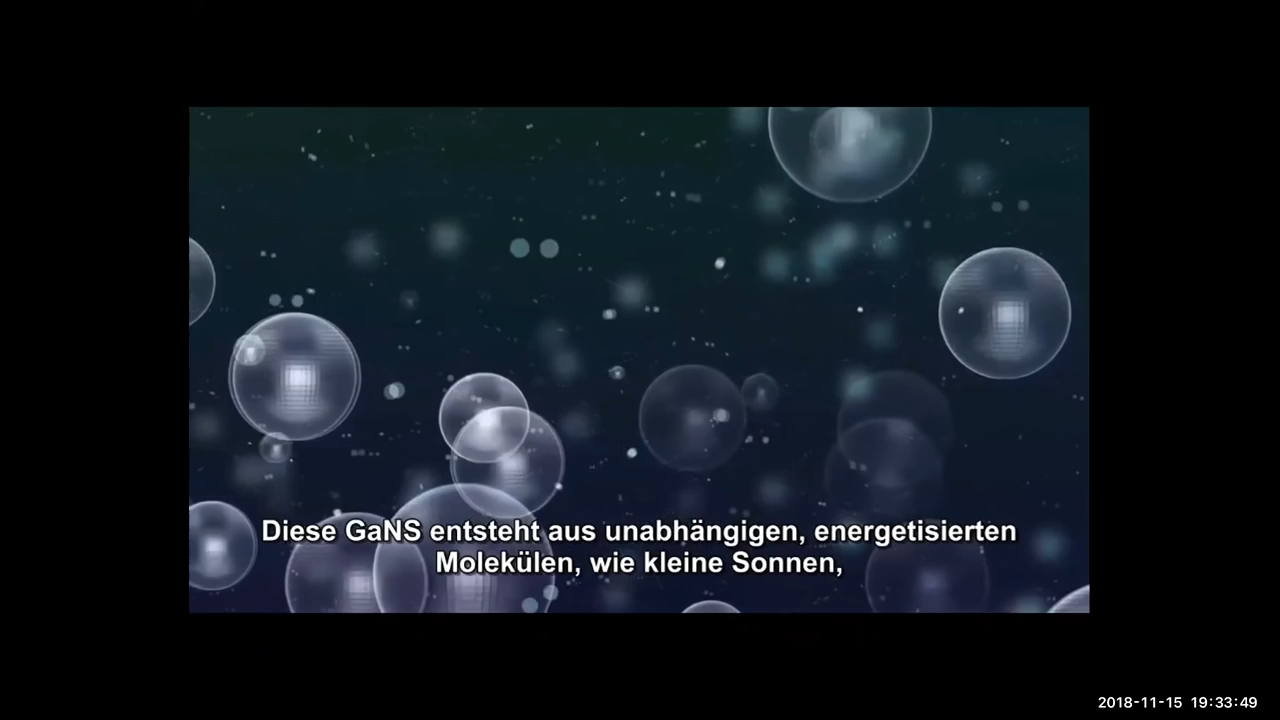 Diese GaNS entsteht aus unabhängigen, energetisierten
Molekülen, wie kleine Sonnen,
2018-11-15 19:33:49